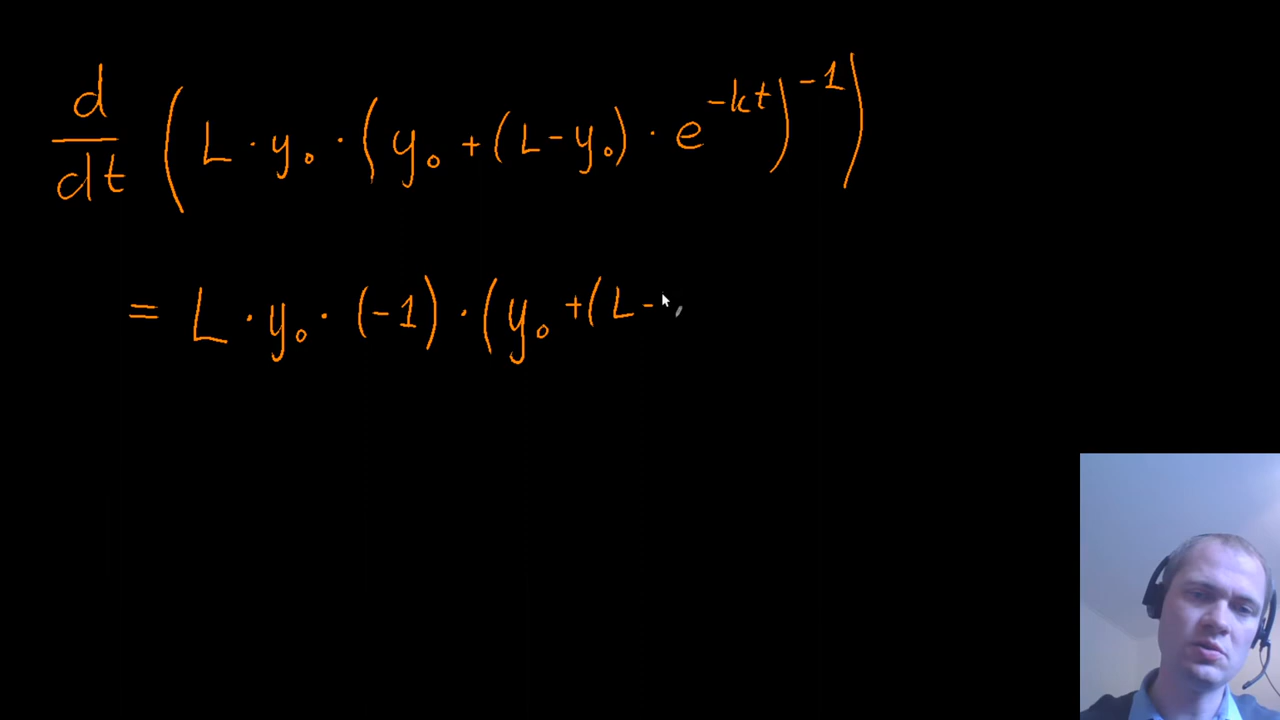 d/dt (L · y₀ · (y₀ + (L - y₀) · e^{-kt})^{-1})
= L · y₀ · (-1) · (y₀ + (L -